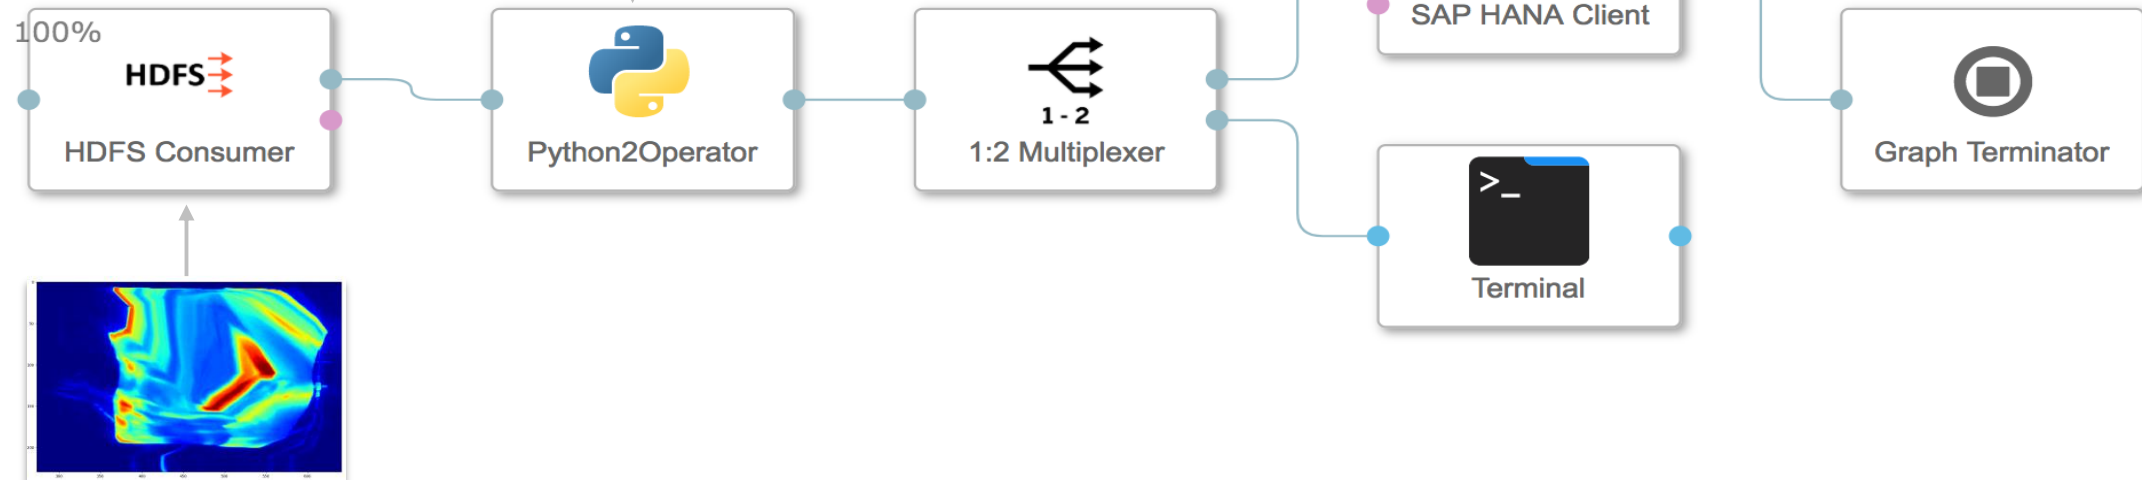 100%
HDFS
HDFS Consumer
Python2Operator
1 - 2
1:2 Multiplexer
SAP HANA Client
>_
Terminal
Graph Terminator